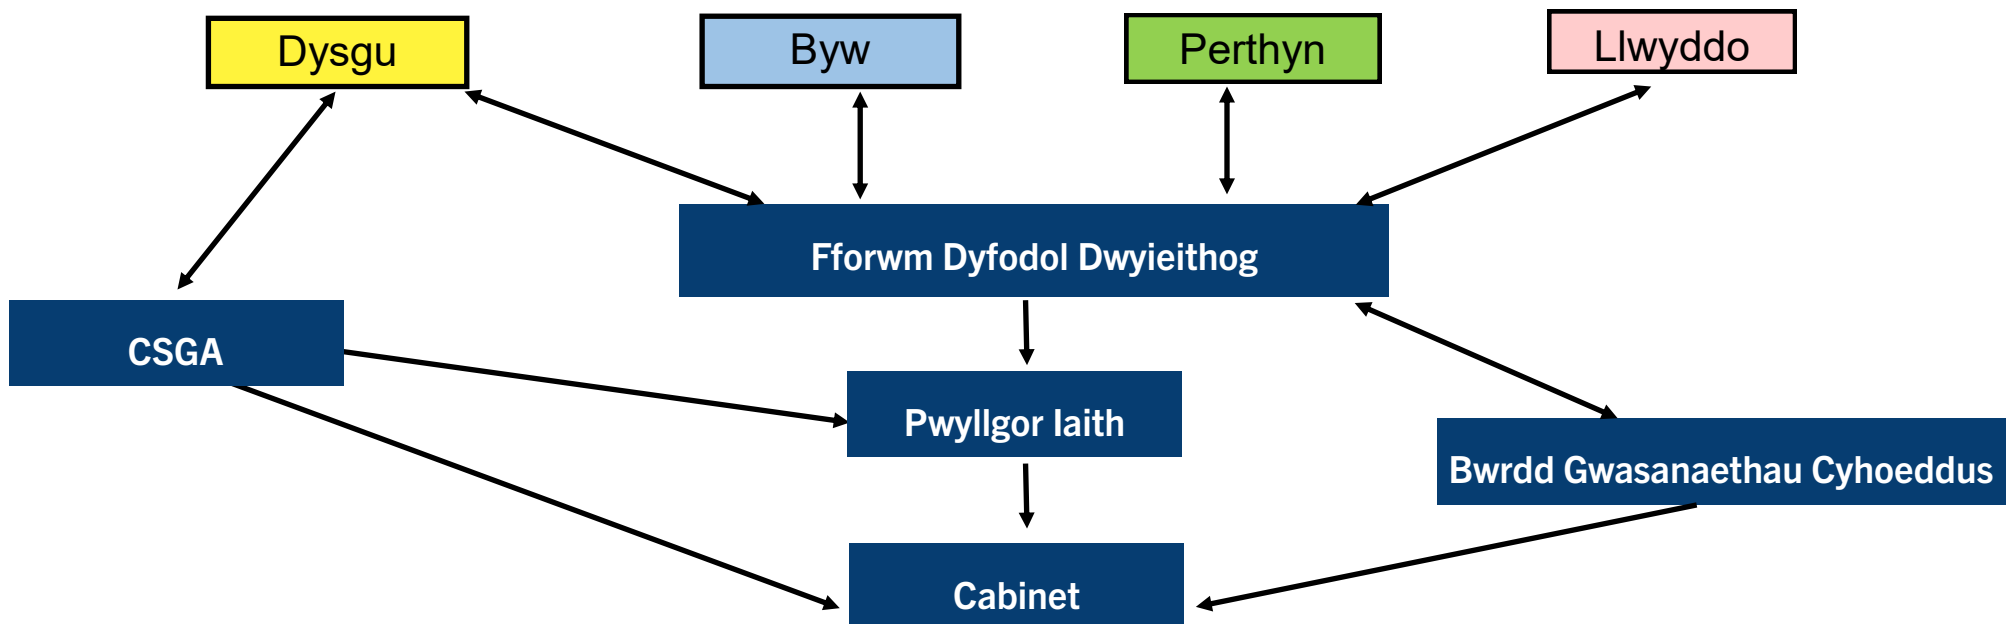 Dysgu
Byw
Perthyn
Llwyddo
Fforwm Dyfodol Dwyieithog
CSGA
Pwyllgor Iaith
Bwrdd Gwasanaethau Cyhoeddus
Cabinet